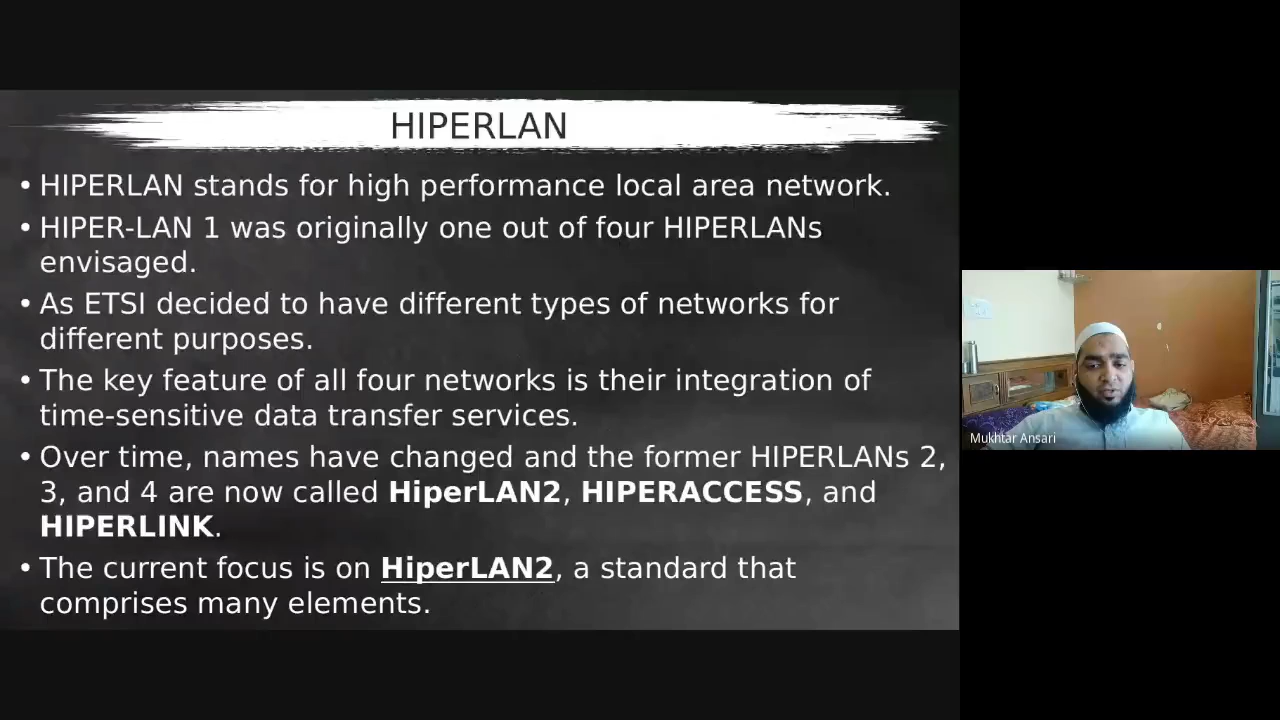 HIPERLAN
• HIPERLAN stands for high performance local area network.
• HIPER-LAN 1 was originally one out of four HIPERLANs
envisaged.
• As ETSI decided to have different types of networks for
different purposes.
• The key feature of all four networks is their integration of
time-sensitive data transfer services.
• Over time, names have changed and the former HIPERLANs 2,
3, and 4 are now called HiperLAN2, HIPERACCESS, and
HIPERLINK.
• The current focus is on HiperLAN2, a standard that
comprises many elements.
Mukhtar Ansari